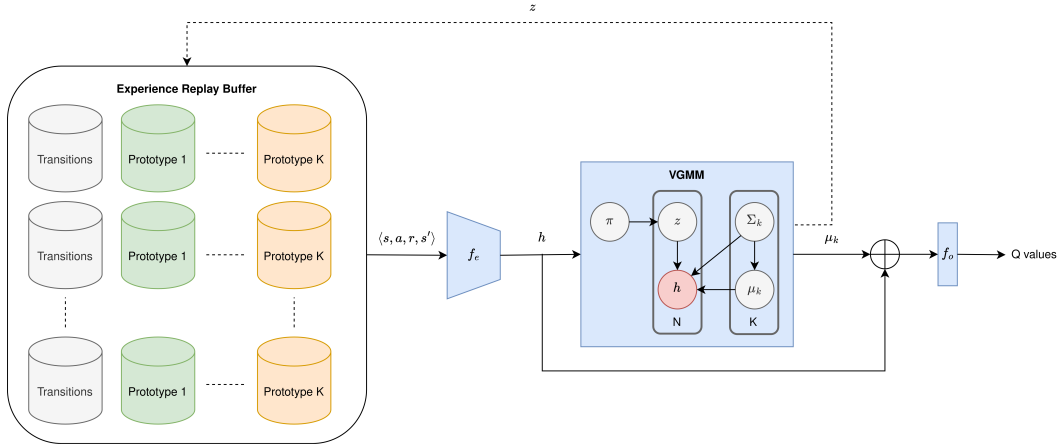 z
Experience Replay Buffer
Transitions
Prototype 1
Prototype K
Transitions
Prototype 1
Prototype K
Transitions
Prototype 1
Prototype K
⟨s, a, r, s′⟩
f_e
h
VGMM
π
z
Σ_k
h
μ_k
N
K
μ_k
f_o
Q values